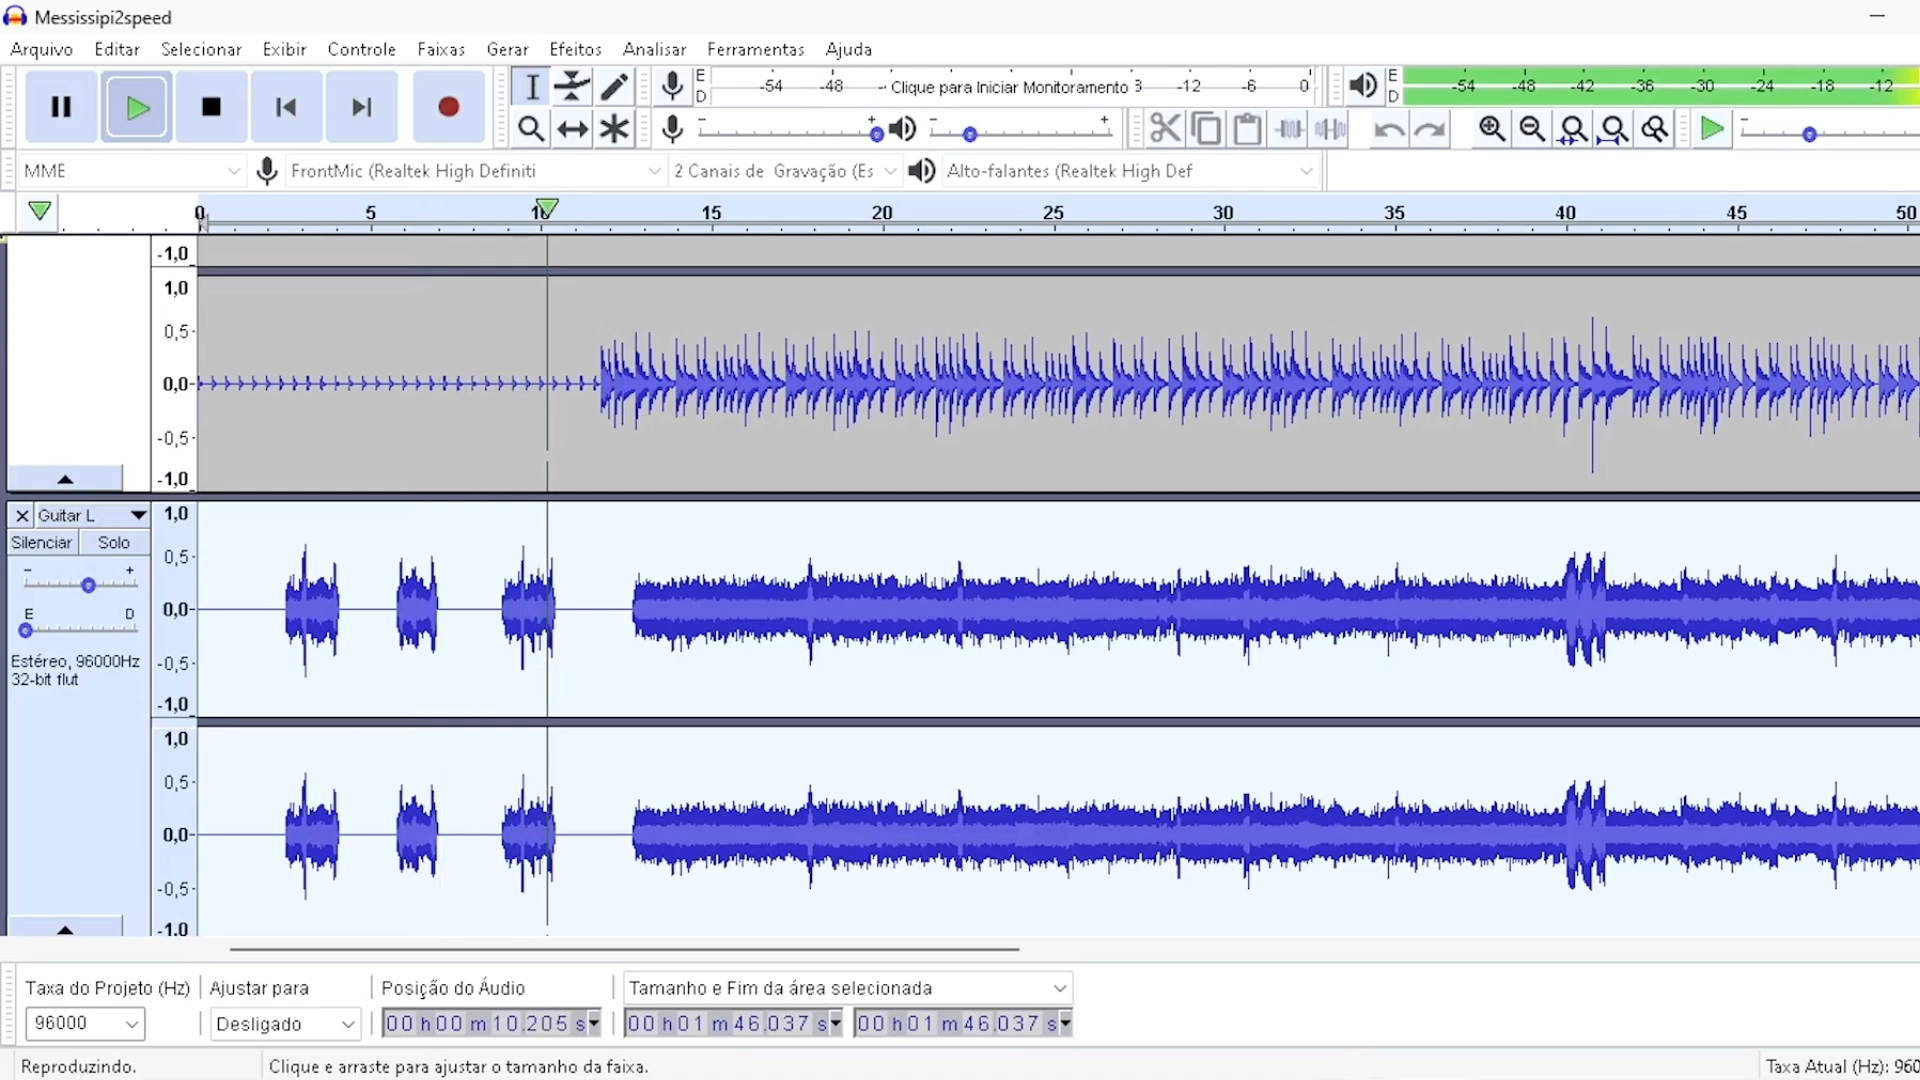 Messissipi2speed
Arquivo Editar Selecionar Exibir Controle Faixas Gerar Efeitos Analisar Ferramentas Ajuda
E D -54 -48 - Clique para Iniciar Monitoramento 3 -12 -6 0 E D -54 -48 -42 -36 -30 -24 -18 -12
- + - + -
MME FrontMic (Realtek High Definiti 2 Canais de Gravação (Es Alto-falantes (Realtek High Def
0 5 10 15 20 25 30 35 40 45 50
-1,0
1,0
0,5
0,0
-0,5
-1,0
Guitar L 1,0
Silenciar Solo
- + 0,5
E D 0,0
Estéreo, 96000Hz -0,5
32-bit flut
-1,0
1,0
0,5
0,0
-0,5
-1,0
Taxa do Projeto (Hz) Ajustar para Posição do Áudio Tamanho e Fim da área selecionada
96000 Desligado 00 h 00 m 10.205 s 00 h 01 m 46.037 s 00 h 01 m 46.037 s
Reproduzindo. Clique e arraste para ajustar o tamanho da faixa. Taxa Atual (Hz): 960